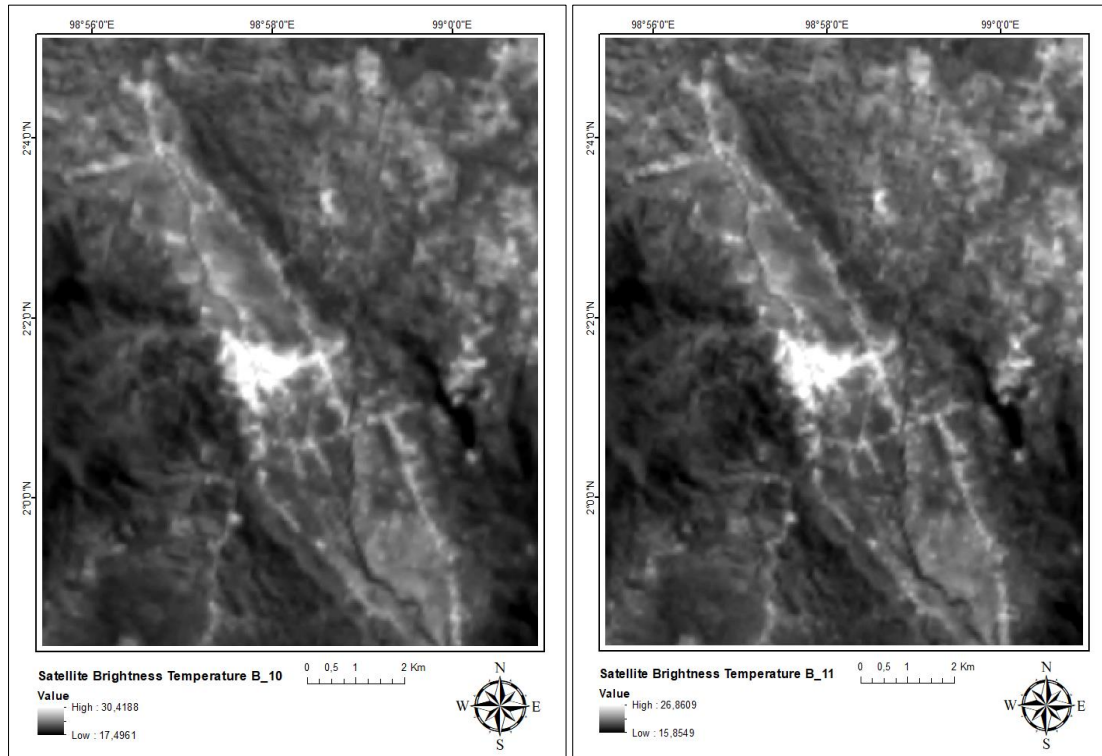 98°56'0"E 98°58'0"E 99°0'0"E
2°4'0"N
2°2'0"N
2°0'0"N
Satellite Brightness Temperature B_10
Value
High : 30,4188
Low : 17,4961
0 0,5 1 2 Km
N
W E
S
98°56'0"E 98°58'0"E 99°0'0"E
2°4'0"N
2°2'0"N
2°0'0"N
Satellite Brightness Temperature B_11
Value
High : 26,8609
Low : 15,8549
0 0,5 1 2 Km
N
W E
S